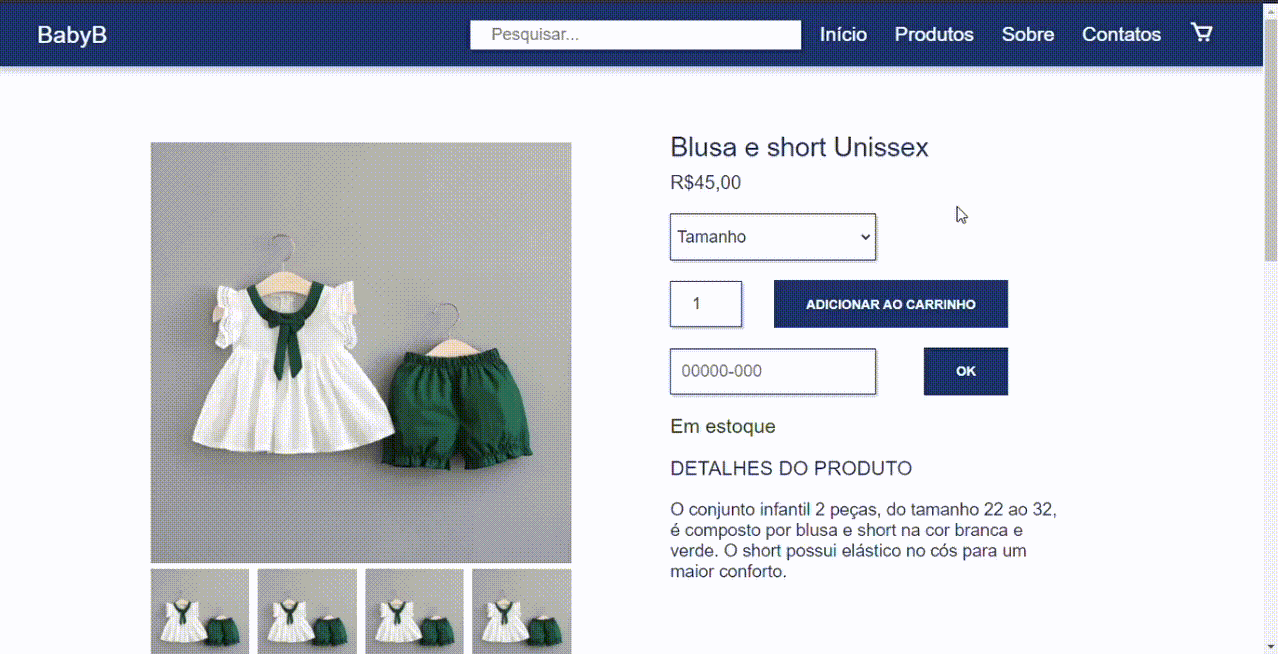 BabyB
Pesquisar...
Início
Produtos
Sobre
Contatos
Blusa e short Unissex
R$45,00
Tamanho
1
ADICIONAR AO CARRINHO
00000-000
OK
Em estoque
DETALHES DO PRODUTO
O conjunto infantil 2 peças, do tamanho 22 ao 32,
é composto por blusa e short na cor branca e
verde. O short possui elástico no cós para um
maior conforto.